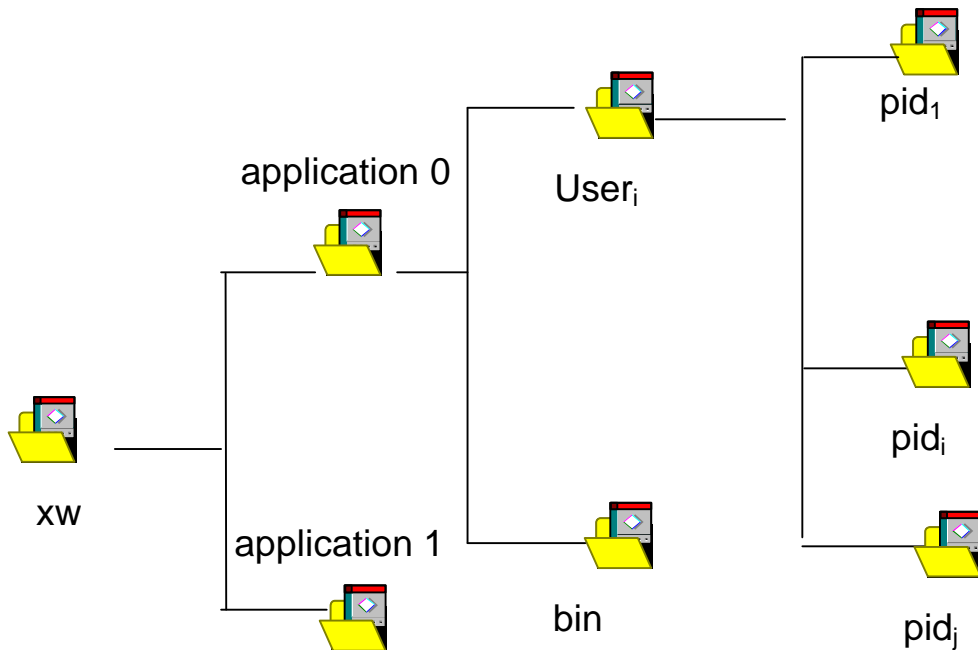 pid₁
application 0
Userᵢ
pidᵢ
xw
application 1
bin
pidⱼ